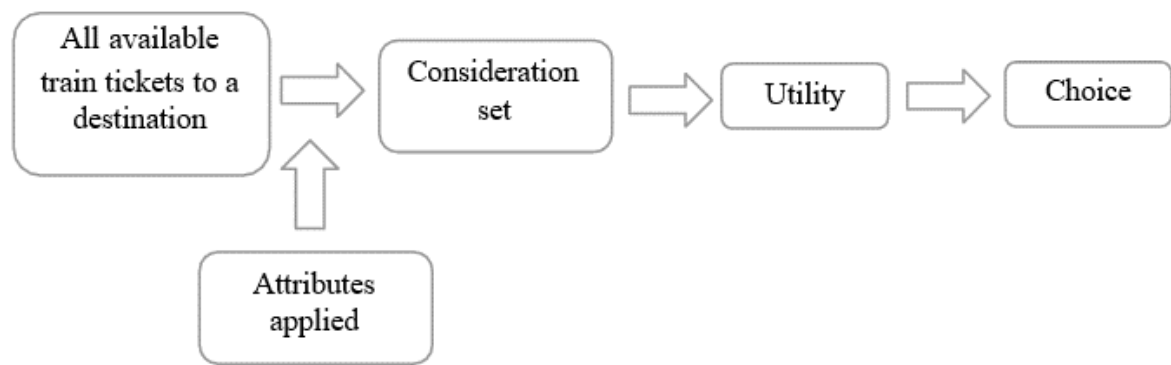 All available
train tickets to a
destination
Consideration
set
Utility
Choice
Attributes
applied